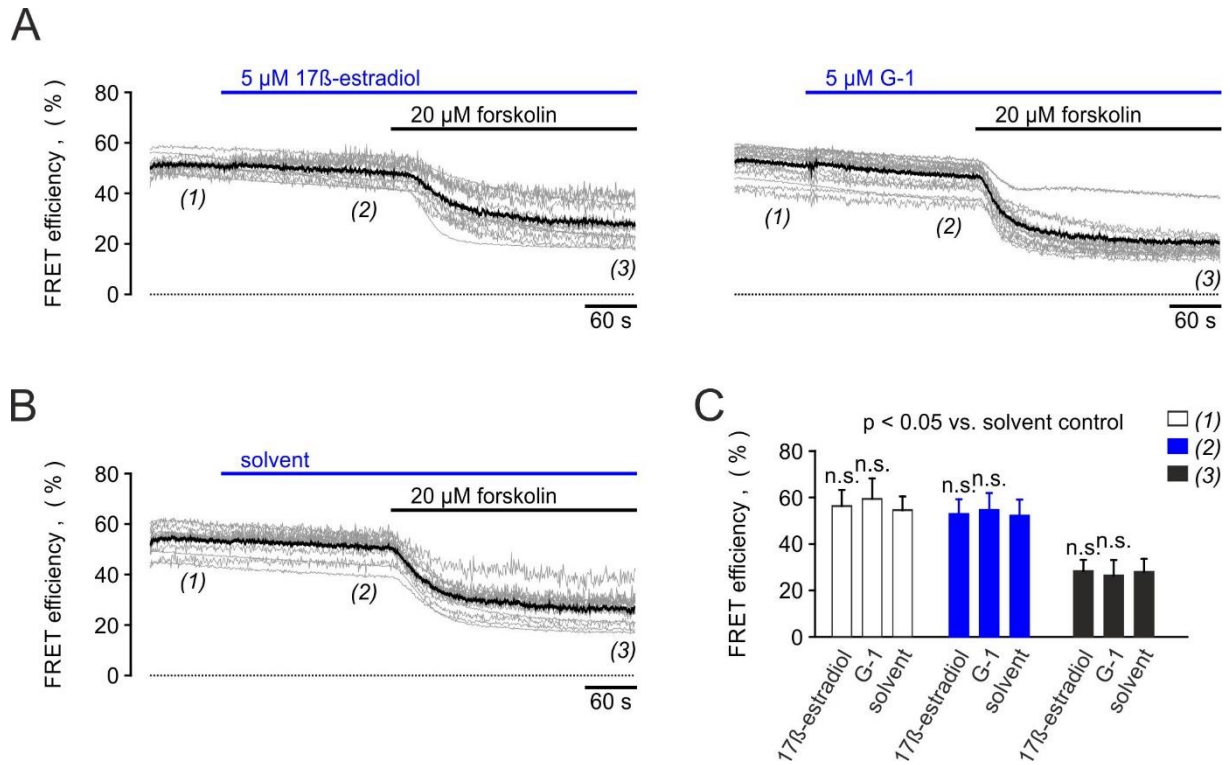 A
5 µM 17ß-estradiol
20 µM forskolin
FRET efficiency, (%)
80
60
40
20
0
(1)
(2)
(3)
60 s
5 µM G-1
20 µM forskolin
(1)
(2)
(3)
60 s
B
solvent
20 µM forskolin
FRET efficiency, (%)
80
60
40
20
0
(1)
(2)
(3)
60 s
C
p < 0.05 vs. solvent control
(1)
(2)
(3)
FRET efficiency, (%)
80
60
40
20
0
n.s.
n.s.
n.s.
n.s.
n.s.
n.s.
17ß-estradiol
G-1
solvent
17ß-estradiol
G-1
solvent
17ß-estradiol
G-1
solvent